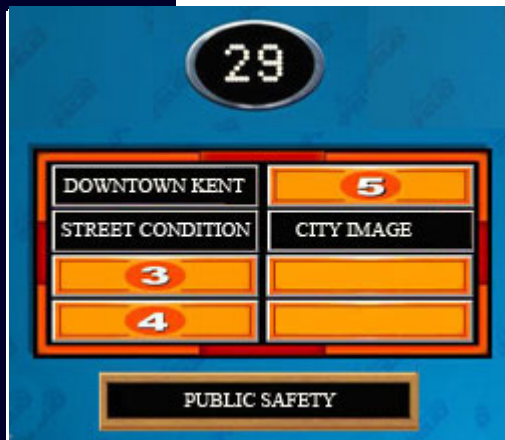 29
DOWNTOWN KENT
5
STREET CONDITION
CITY IMAGE
3
4
PUBLIC SAFETY